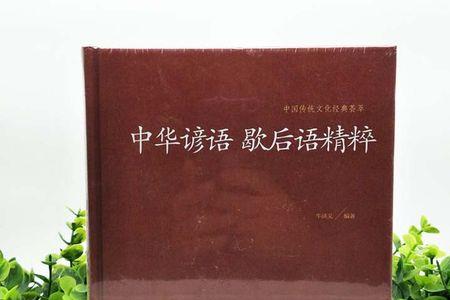 中国传统文化经典荟萃
中华谚语 歇后语精粹
编著